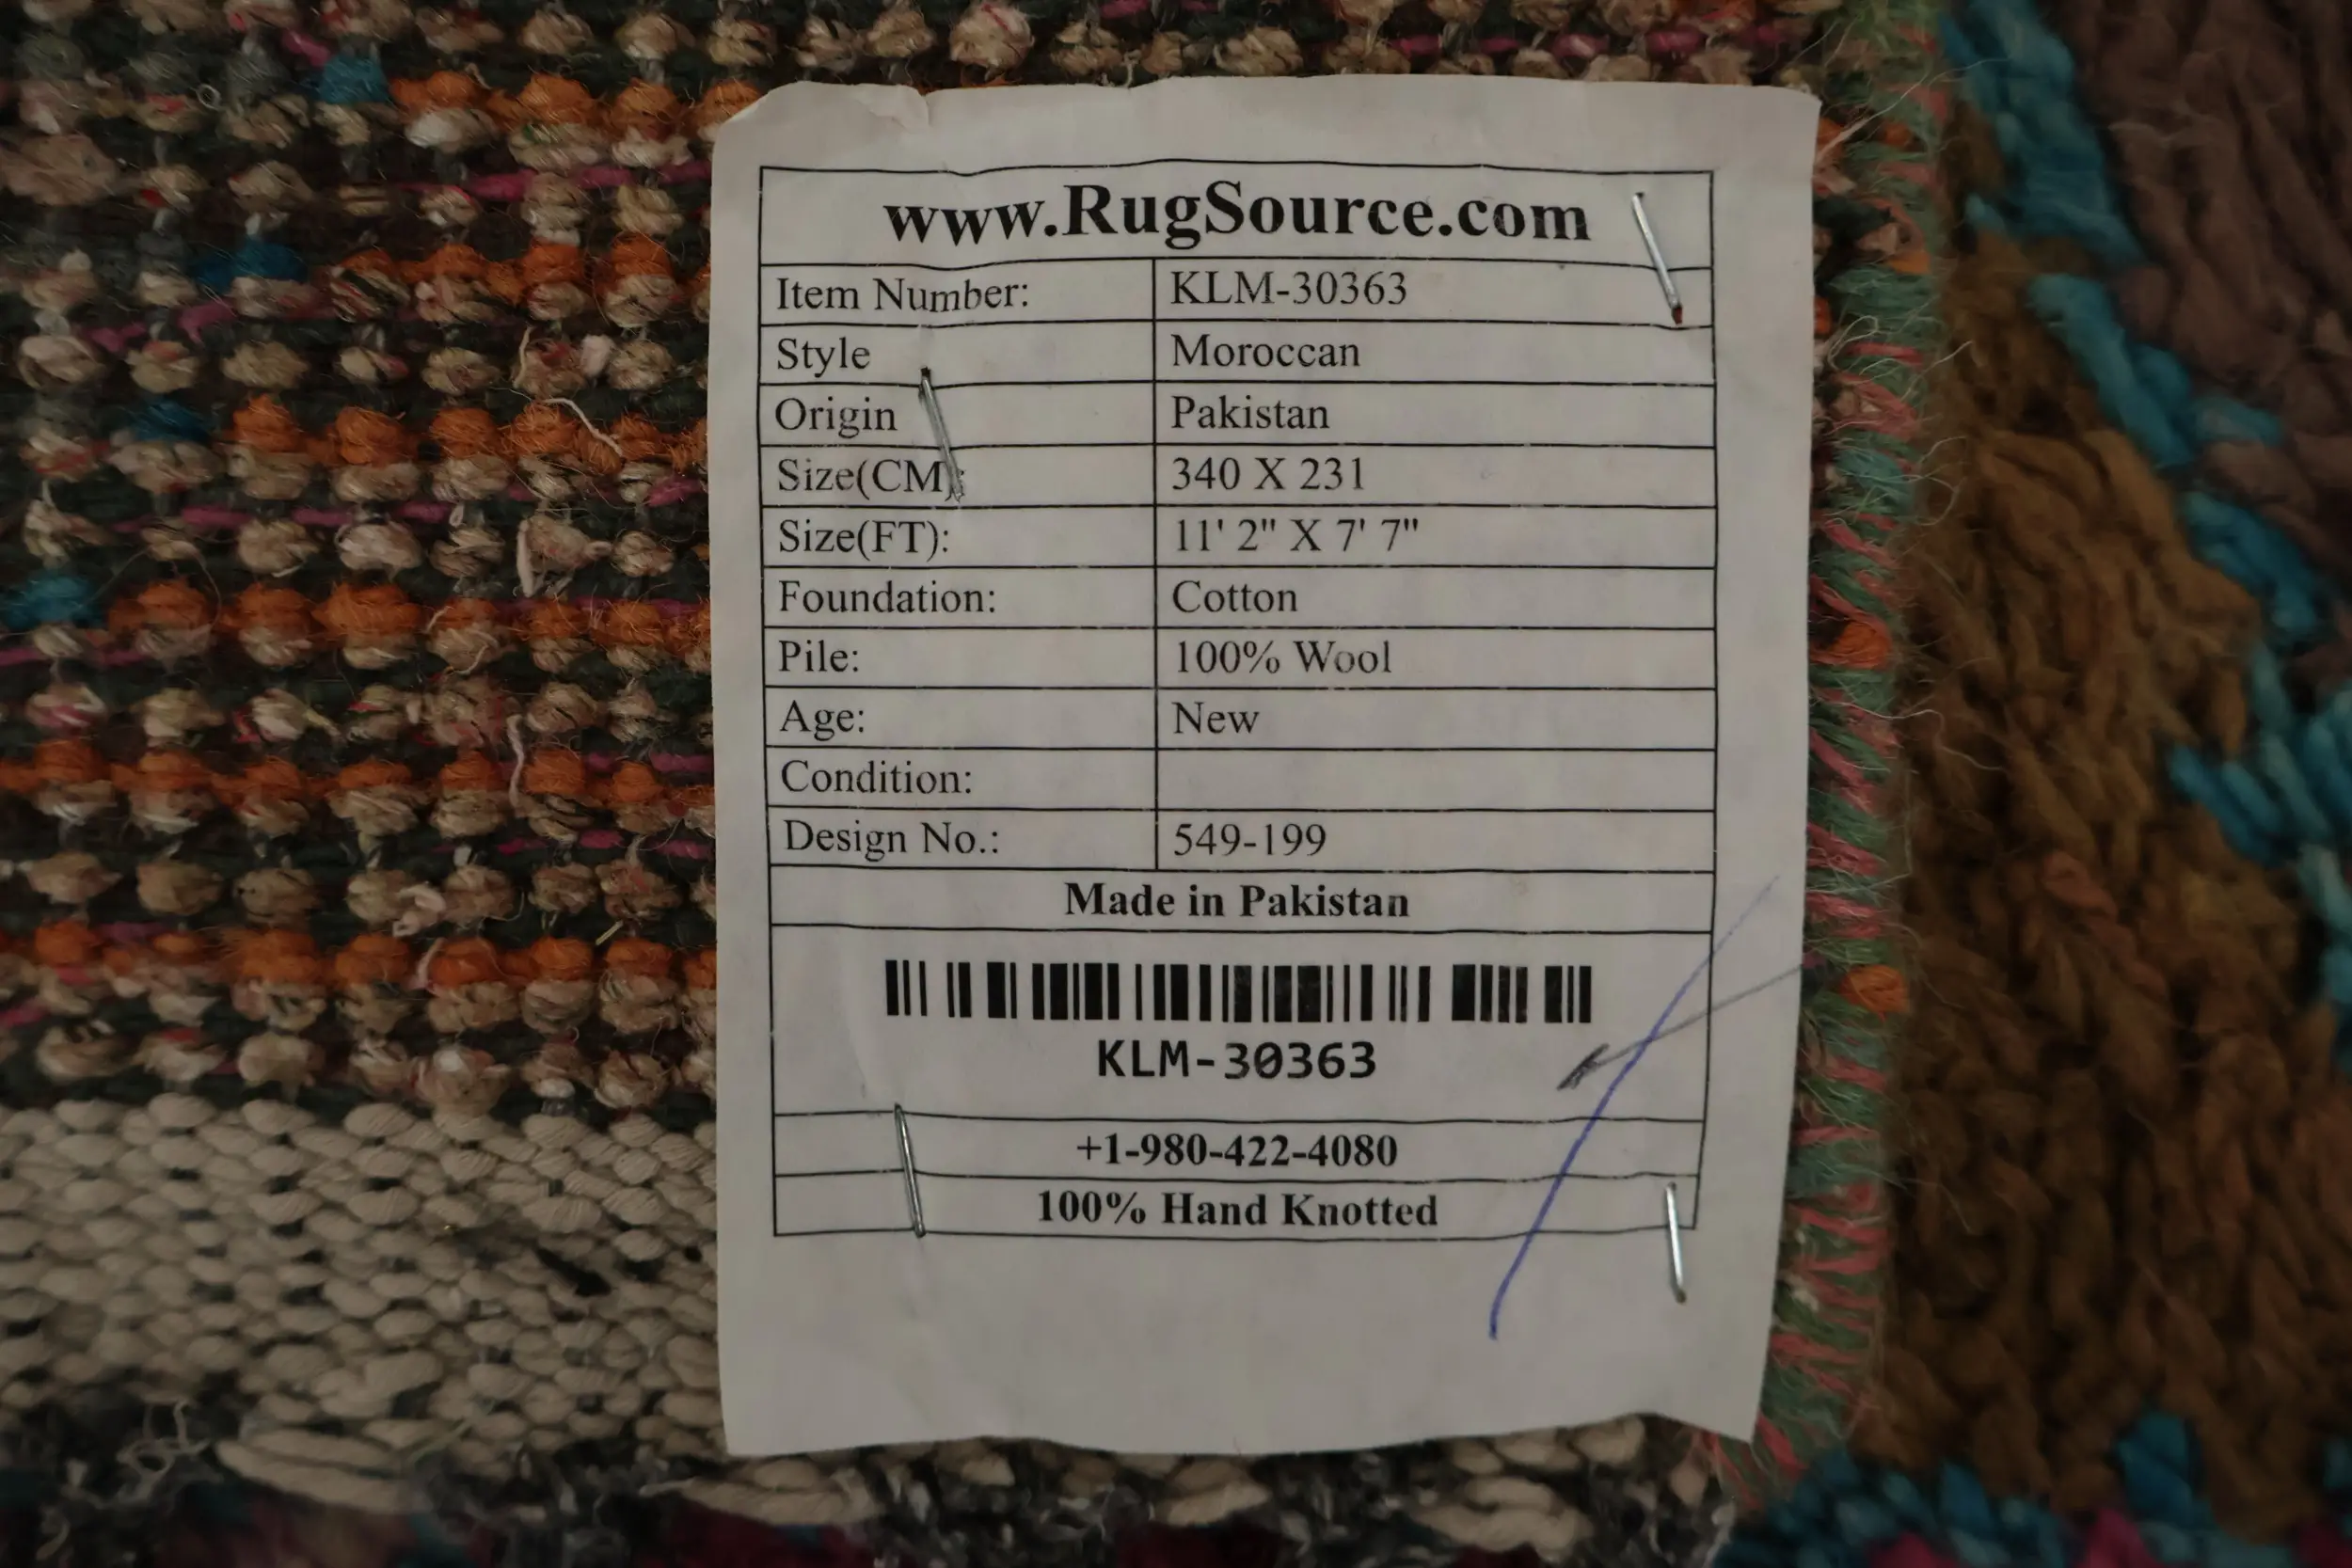 www.RugSource.com
Item Number: KLM-30363
Style Moroccan
Origin Pakistan
Size(CM): 340 X 231
Size(FT): 11' 2" X 7' 7"
Foundation: Cotton
Pile: 100% Wool
Age: New
Condition:
Design No.: 549-199
Made in Pakistan
KLM-30363
+1-980-422-4080
100% Hand Knotted